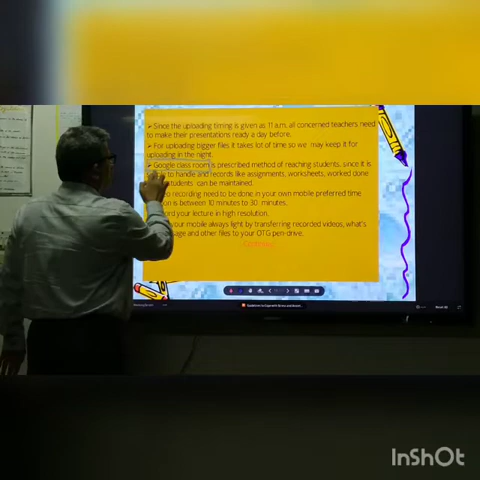 ➤ Since the uploading timing is given as 11 a.m. all concerned teachers need
to make their presentations ready a day before.
➤ For uploading bigger files it takes lot of time so we may keep it for
uploading in the night.
➤ Google class room is prescribed method of reaching students, since it is
to handle and records like assignments, worksheets, worked done
students can be maintained.
recording need to be done in your own mobile preferred time
is between 10 minutes to 30 minutes.
your lecture in high resolution.
your mobile always light by transferring recorded videos, what's
and other files to your OTG pen-drive.
InShOt